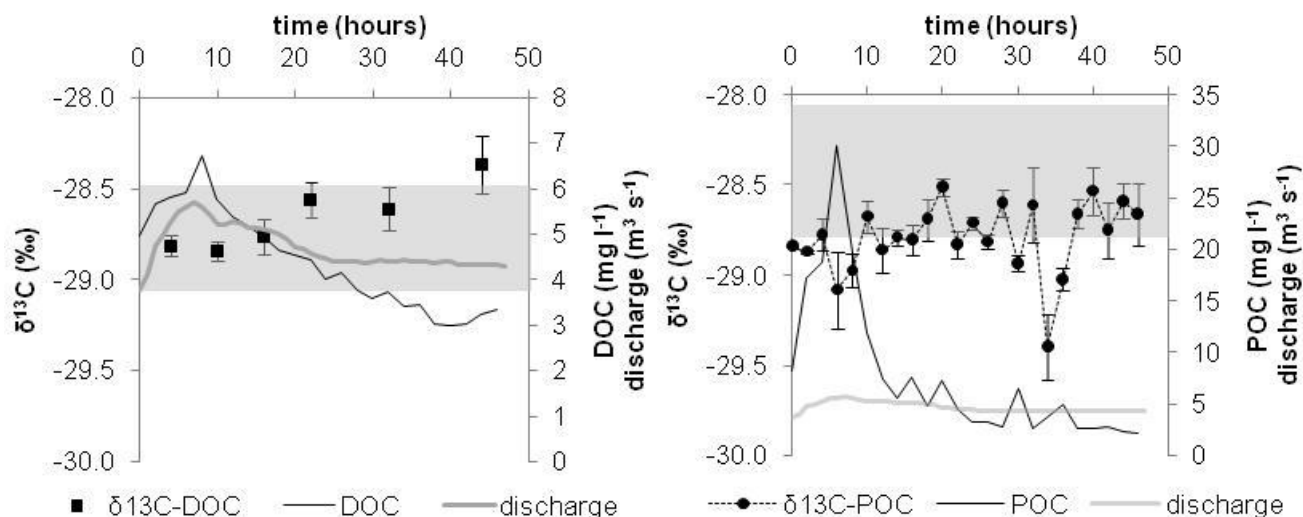 time (hours)
0 10 20 30 40 50
-28.0
-28.5
-29.0
-29.5
-30.0
δ¹³C (‰)
8
7
6
5
4
3
2
1
0
DOC (mg l⁻¹)
discharge (m³ s⁻¹)
δ13C-DOC DOC discharge
time (hours)
0 10 20 30 40 50
-28.0
-28.5
-29.0
-29.5
-30.0
δ¹³C (‰)
35
30
25
20
15
10
5
0
POC (mg l⁻¹)
discharge (m³ s⁻¹)
δ13C-POC POC discharge